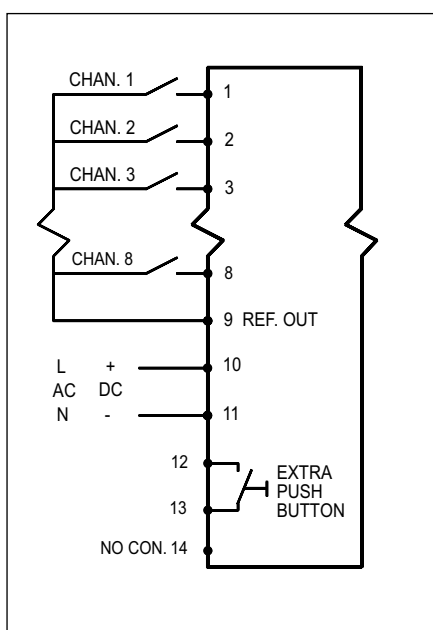 CHAN. 1
1
CHAN. 2
2
CHAN. 3
3
CHAN. 8
8
9 REF. OUT
L + 10
AC DC
N - 11
12
EXTRA
PUSH
BUTTON
13
NO CON. 14